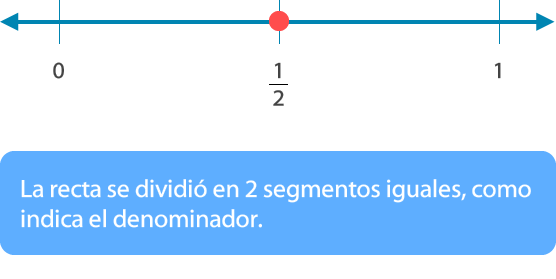 0 1/2 1
La recta se dividió en 2 segmentos iguales, como
indica el denominador.